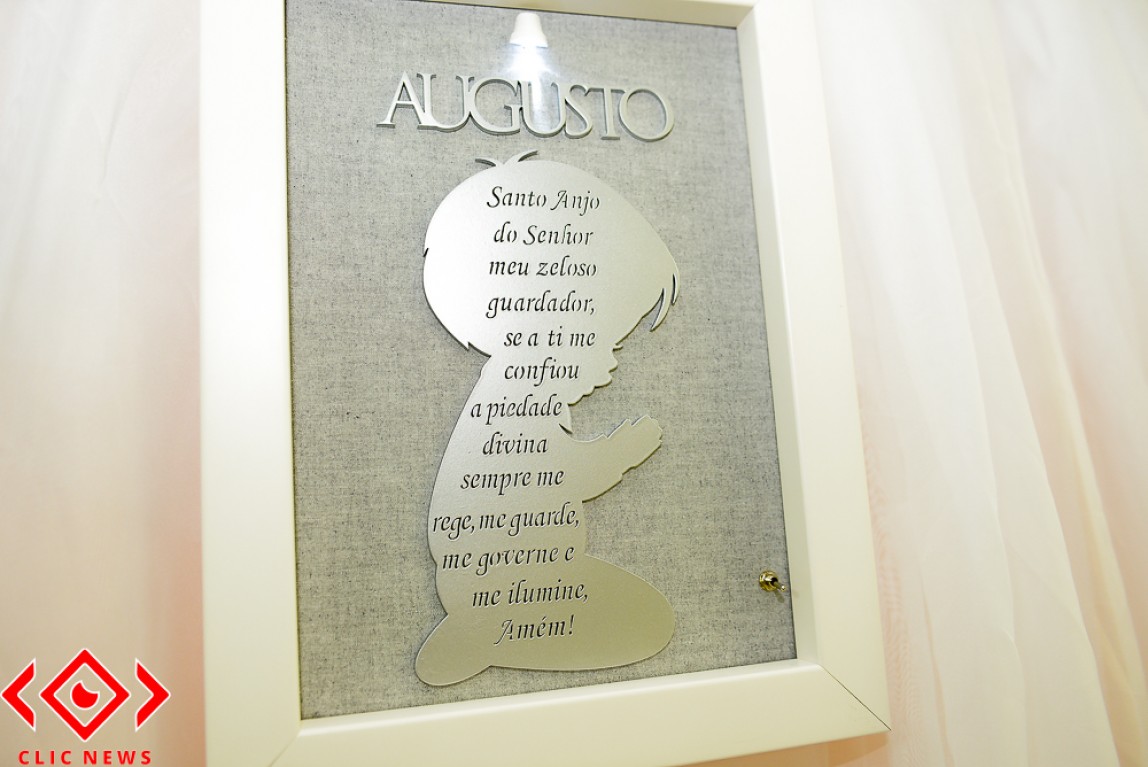 AUGUSTO
Santo Anjo
do Senhor
meu zeloso
guardador,
se a ti me
confiou
a piedade
divina
sempre me
rege, me guarde,
me governe e
me ilumine,
Amém!
CLIC NEWS